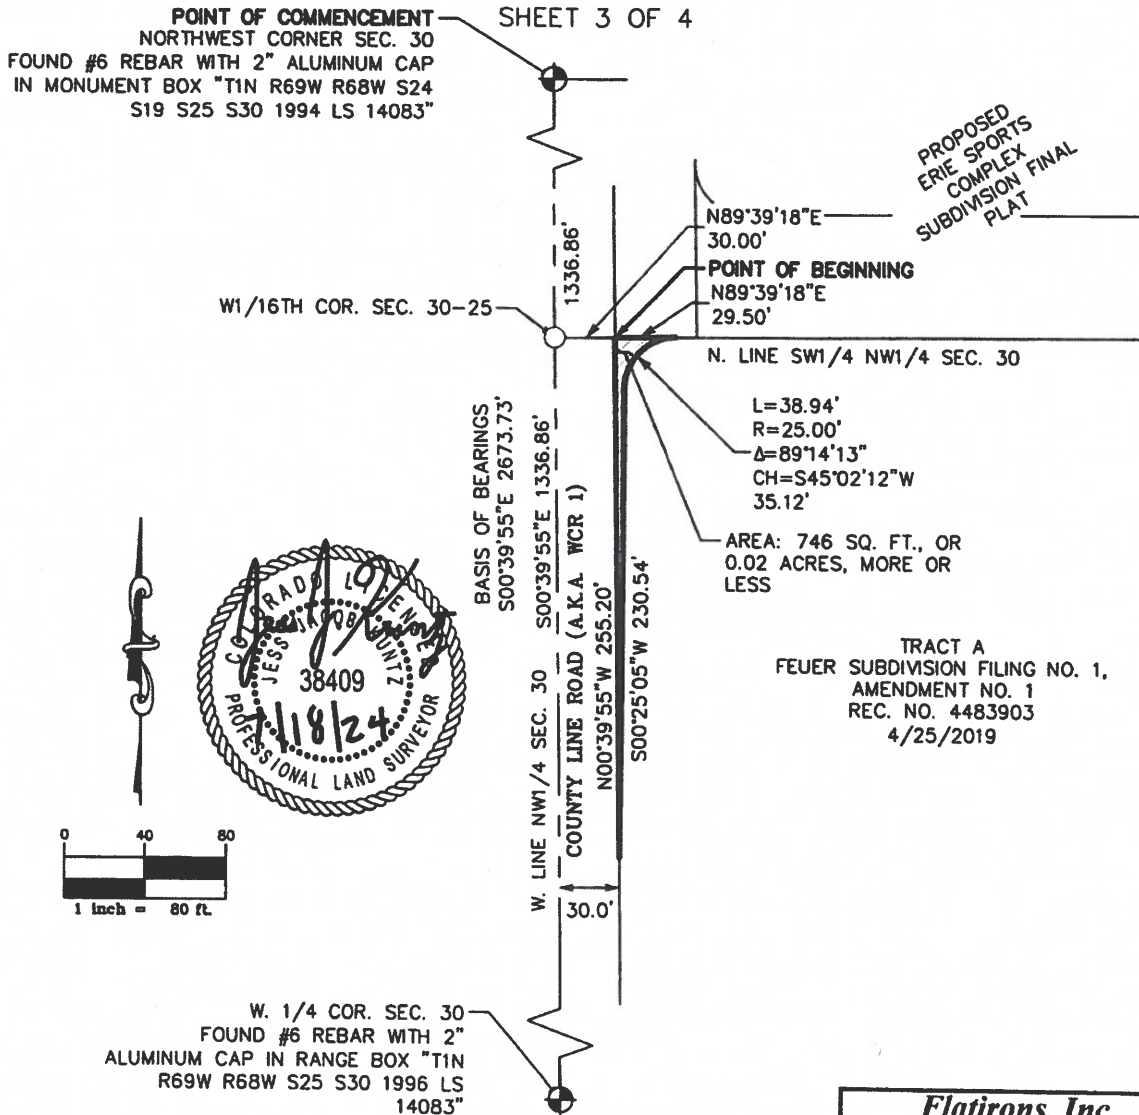 SHEET 3 OF 4
POINT OF COMMENCEMENT
NORTHWEST CORNER SEC. 30
FOUND #6 REBAR WITH 2" ALUMINUM CAP
IN MONUMENT BOX "T1N R69W R68W S24
S19 S25 S30 1994 LS 14083"
PROPOSED
ERIE SPORTS
COMPLEX
SUBDIVISION FINAL
PLAT
N89°39'18"E
30.00'
POINT OF BEGINNING
N89°39'18"E
29.50'
1336.86'
W1/16TH COR. SEC. 30-25
N. LINE SW1/4 NW1/4 SEC. 30
L=38.94'
R=25.00'
Δ=89°14'13"
CH=S45°02'12"W
35.12'
AREA: 746 SQ. FT., OR
0.02 ACRES, MORE OR
LESS
BASIS OF BEARINGS
S00°39'55"E 2673.73'
W. LINE NW1/4 SEC. 30 S00°39'55"E 1336.86'
COUNTY LINE ROAD (A.K.A. WCR 1)
N00°39'55"W 255.20'
S00°25'05"W 230.54'
TRACT A
FEUER SUBDIVISION FILING NO. 1,
AMENDMENT NO. 1
REC. NO. 4483903
4/25/2019
COLORADO LICENSED
JESS JACOB KUNTZ
38409
7/18/24
PROFESSIONAL LAND SURVEYOR
0 40 80
1 inch = 80 ft.
30.0'
W. 1/4 COR. SEC. 30
FOUND #6 REBAR WITH 2"
ALUMINUM CAP IN RANGE BOX "T1N
R69W R68W S25 S30 1996 LS
14083"
Flatirons, Inc.